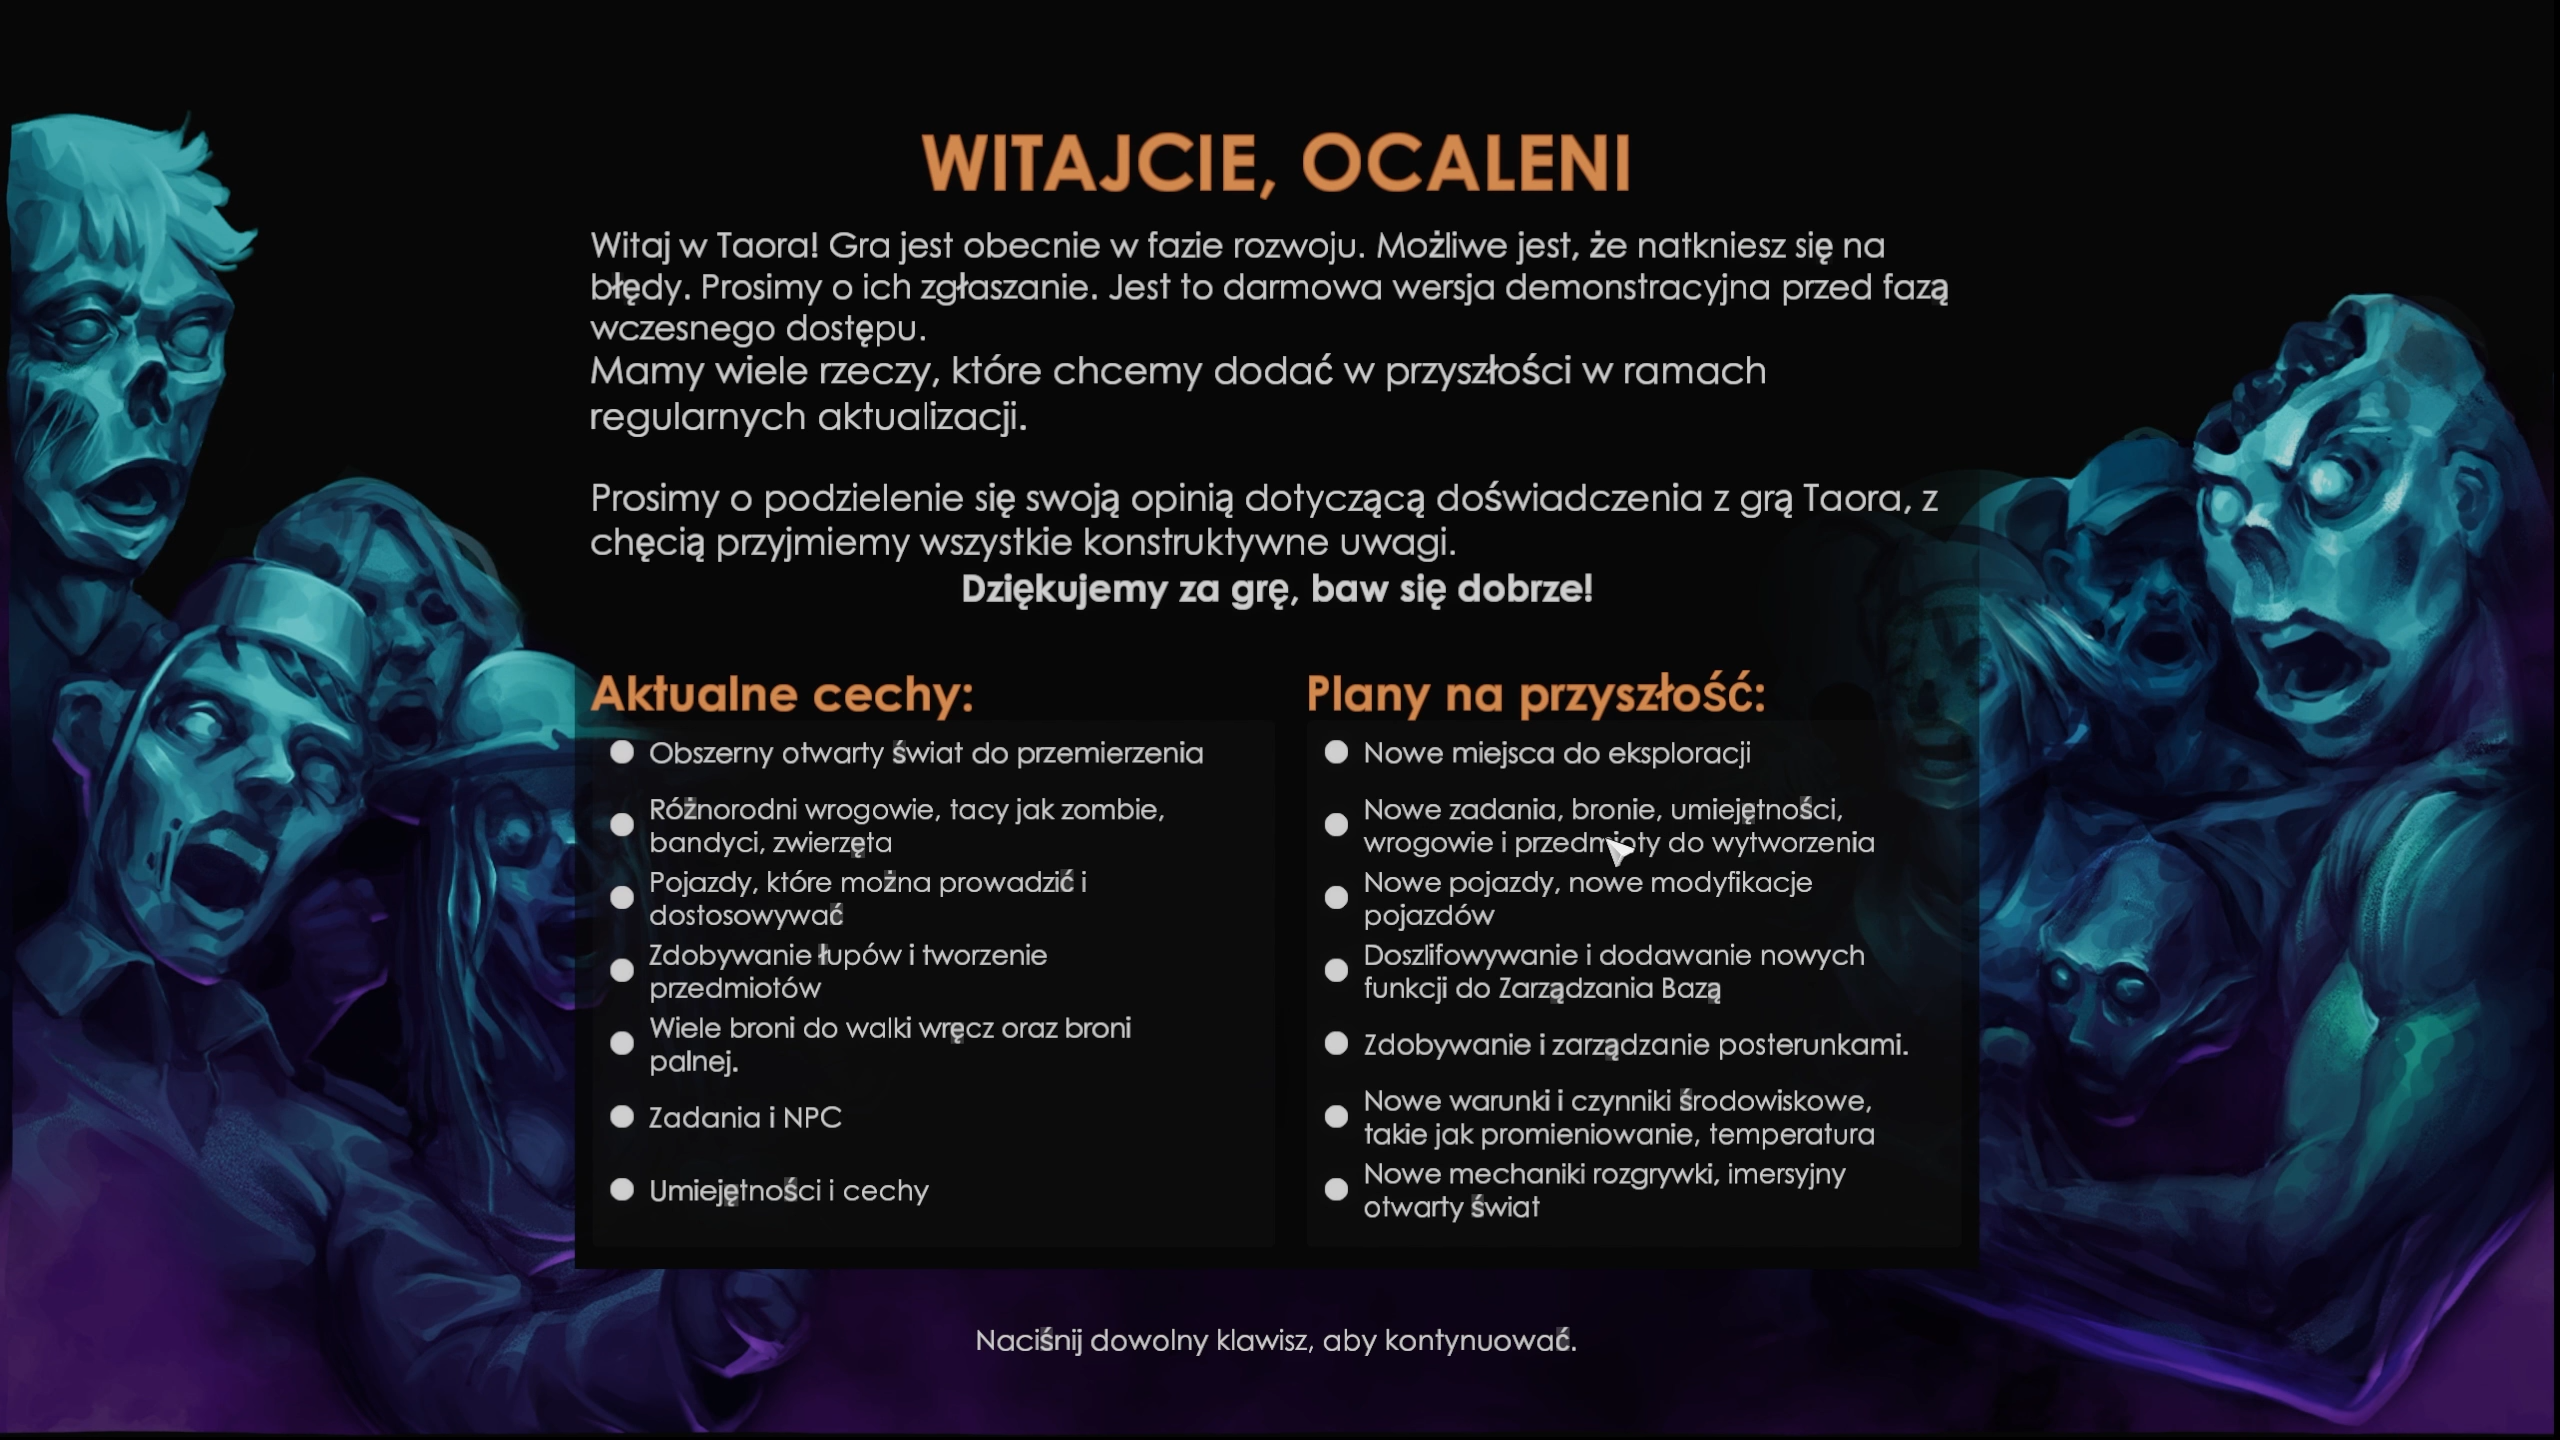 WITAJCIE, OCALENI
Witaj w Taora! Gra jest obecnie w fazie rozwoju. Możliwe jest, że natkniesz się na
błędy. Prosimy o ich zgłaszanie. Jest to darmowa wersja demonstracyjna przed fazą
wczesnego dostępu.
Mamy wiele rzeczy, które chcemy dodać w przyszłości w ramach
regularnych aktualizacji.
Prosimy o podzielenie się swoją opinią dotyczącą doświadczenia z grą Taora, z
chęcią przyjmiemy wszystkie konstruktywne uwagi.
Dziękujemy za grę, baw się dobrze!
Aktualne cechy:
Obszerny otwarty świat do przemierzenia
Różnorodni wrogowie, tacy jak zombie,
bandyci, zwierzęta
Pojazdy, które można prowadzić i
dostosowywać
Zdobywanie łupów i tworzenie
przedmiotów
Wiele broni do walki wręcz oraz broni
palnej.
Zadania i NPC
Umiejętności i cechy
Plany na przyszłość:
Nowe miejsca do eksploracji
Nowe zadania, bronie, umiejętności,
wrogowie i przedmioty do wytworzenia
Nowe pojazdy, nowe modyfikacje
pojazdów
Doszlifowywanie i dodawanie nowych
funkcji do Zarządzania Bazą
Zdobywanie i zarządzanie posterunkami.
Nowe warunki i czynniki środowiskowe,
takie jak promieniowanie, temperatura
Nowe mechaniki rozgrywki, imersyjny
otwarty świat
Naciśnij dowolny klawisz, aby kontynuować.